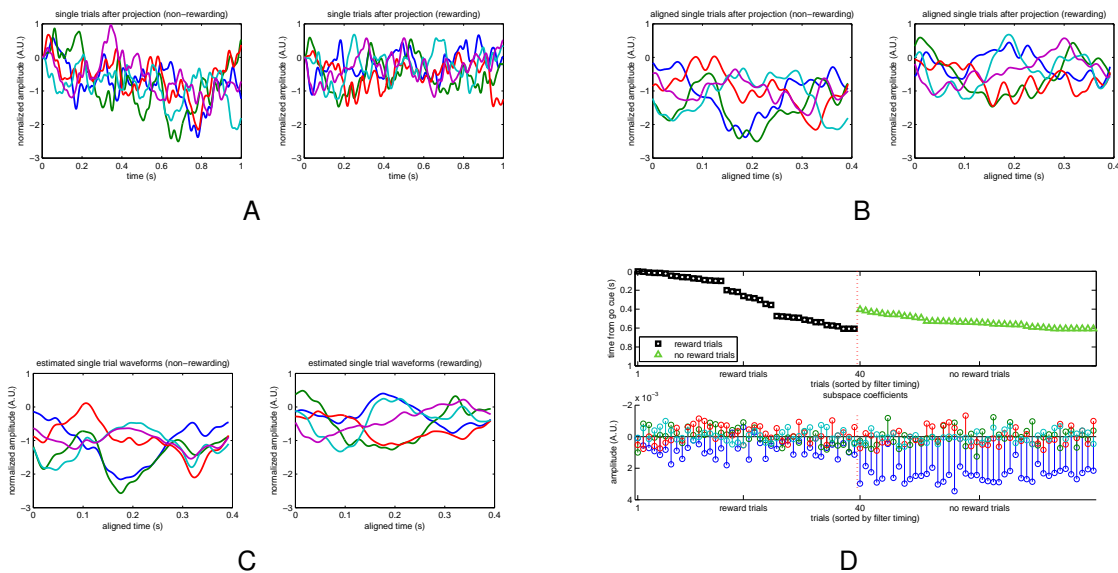 single trials after projection (non−rewarding)
normalized amplitude (A.U.)
1
0
−1
−2
−3
0 0.2 0.4 0.6 0.8 1
time (s)
single trials after projection (rewarding)
normalized amplitude (A.U.)
1
0
−1
−2
−3
0 0.2 0.4 0.6 0.8 1
time (s)
A
aligned single trials after projection (non−rewarding)
normalized amplitude (A.U.)
1
0
−1
−2
−3
0 0.1 0.2 0.3 0.4
aligned time (s)
aligned single trials after projection (rewarding)
normalized amplitude (A.U.)
1
0
−1
−2
−3
0 0.1 0.2 0.3 0.4
aligned time (s)
B
estimated single trial waveforms (non−rewarding)
normalized amplitiud (A.U.)
1
0
−1
−2
−3
0 0.1 0.2 0.3 0.4
aligned time (s)
estimated single trial waveforms (rewarding)
normalized amplitiud (A.U.)
1
0
−1
−2
−3
0 0.1 0.2 0.3 0.4
aligned time (s)
C
time from go cue (s)
0
0.2
0.4
0.6
0.8
1
reward trials
no reward trials
1 reward trials 40 no reward trials
trials (sorted by filter timing)
subspace coefficients
x 10⁻³
amplitude (A.U.)
−2
0
2
4
1 reward trials 40 no reward trials
trials (sorted by filter timing)
D